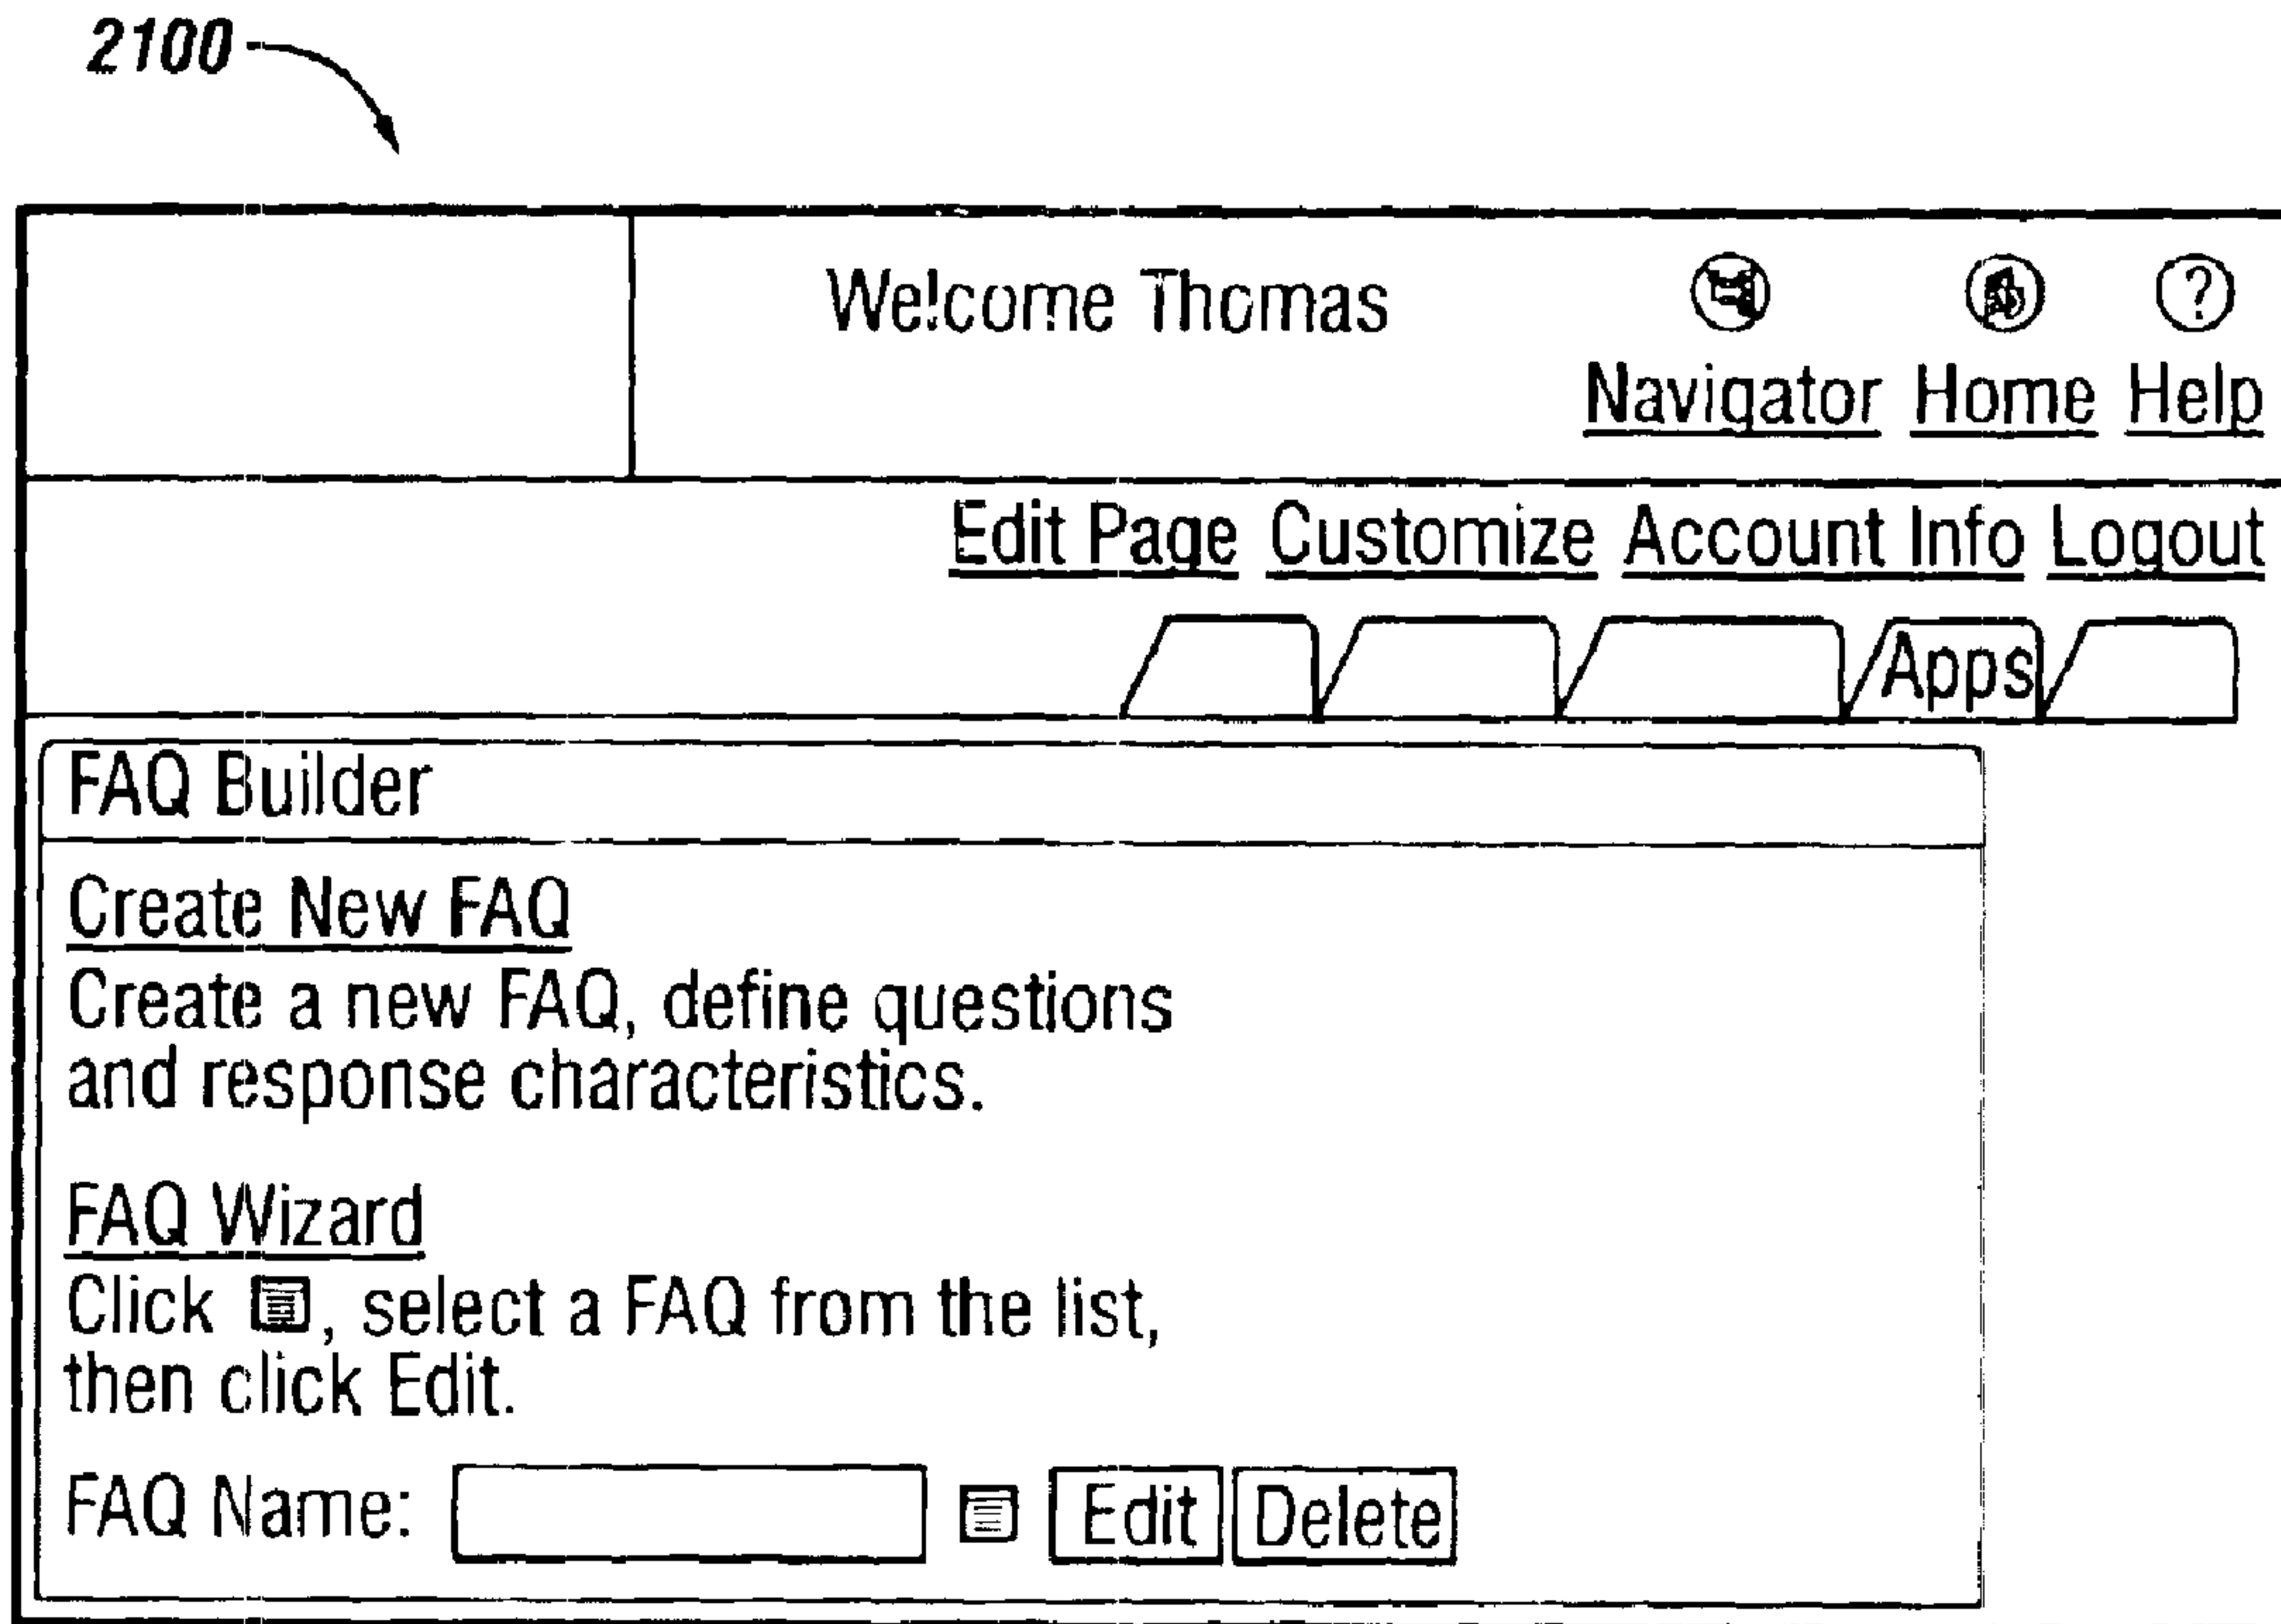 2100
Welcome Thomas
?
Navigator Home Help
Edit Page Customize Account Info Logout
Apps
FAQ Builder
Create New FAQ
Create a new FAQ, define questions
and response characteristics.
FAQ Wizard
Click , select a FAQ from the list,
then click Edit.
FAQ Name: Edit Delete